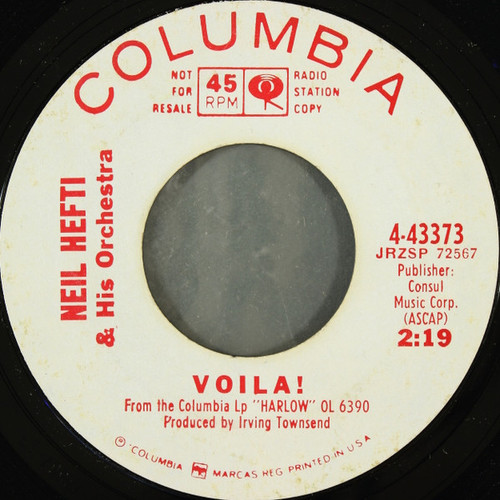 COLUMBIA
NOT
FOR
RESALE
45
RPM
RADIO
STATION
COPY
NEIL HEFTI
& His Orchestra
4-43373
JRZSP 72567
Publisher:
Consul
Music Corp.
(ASCAP)
2:19
VOILA!
From the Columbia Lp "HARLOW" OL 6390
Produced by Irving Townsend
℗ "COLUMBIA" MARCAS REG. PRINTED IN U.S.A.